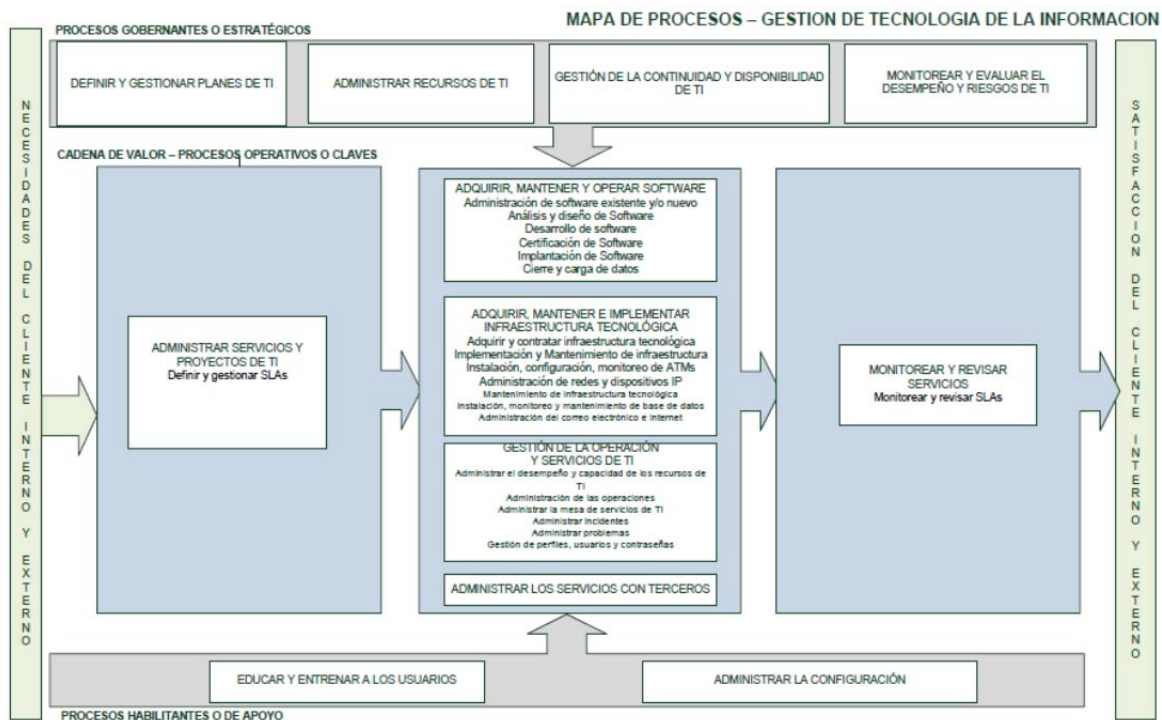 MAPA DE PROCESOS – GESTION DE TECNOLOGIA DE LA INFORMACION
PROCESOS GOBERNANTES O ESTRATÉGICOS
DEFINIR Y GESTIONAR PLANES DE TI
ADMINISTRAR RECURSOS DE TI
GESTIÓN DE LA CONTINUIDAD Y DISPONIBILIDAD
DE TI
MONITOREAR Y EVALUAR EL
DESEMPEÑO Y RIESGOS DE TI
NECESIDADES DEL CLIENTE INTERNO Y EXTERNO
CADENA DE VALOR – PROCESOS OPERATIVOS O CLAVES
ADMINISTRAR SERVICIOS Y
PROYECTOS DE TI
Definir y gestionar SLAs
ADQUIRIR, MANTENER Y OPERAR SOFTWARE
Administración de software existente y/o nuevo
Análisis y diseño de Software
Desarrollo de software
Certificación de Software
Implantación de Software
Cierre y carga de datos
ADQUIRIR, MANTENER E IMPLEMENTAR
INFRAESTRUCTURA TECNOLÓGICA
Adquirir y contratar infraestructura tecnológica
Implementación y Mantenimiento de infraestructura
Instalación, configuración, monitoreo de ATMs
Administración de redes y dispositivos IP
Mantenimiento de infraestructura tecnológica
Instalación, monitoreo y mantenimiento de base de datos
Administración del correo electrónico e internet
GESTIÓN DE LA OPERACIÓN
Y SERVICIOS DE TI
Administrar el desempeño y capacidad de los recursos de
TI
Administración de las operaciones
Administrar la mesa de servicios de TI
Administrar incidentes
Administrar problemas
Gestión de perfiles, usuarios y contraseñas
ADMINISTRAR LOS SERVICIOS CON TERCEROS
MONITOREAR Y REVISAR
SERVICIOS
Monitorear y revisar SLAs
SATISFACCION DEL CLIENTE INTERNO Y EXTERNO
EDUCAR Y ENTRENAR A LOS USUARIOS
ADMINISTRAR LA CONFIGURACIÓN
PROCESOS HABILITANTES O DE APOYO